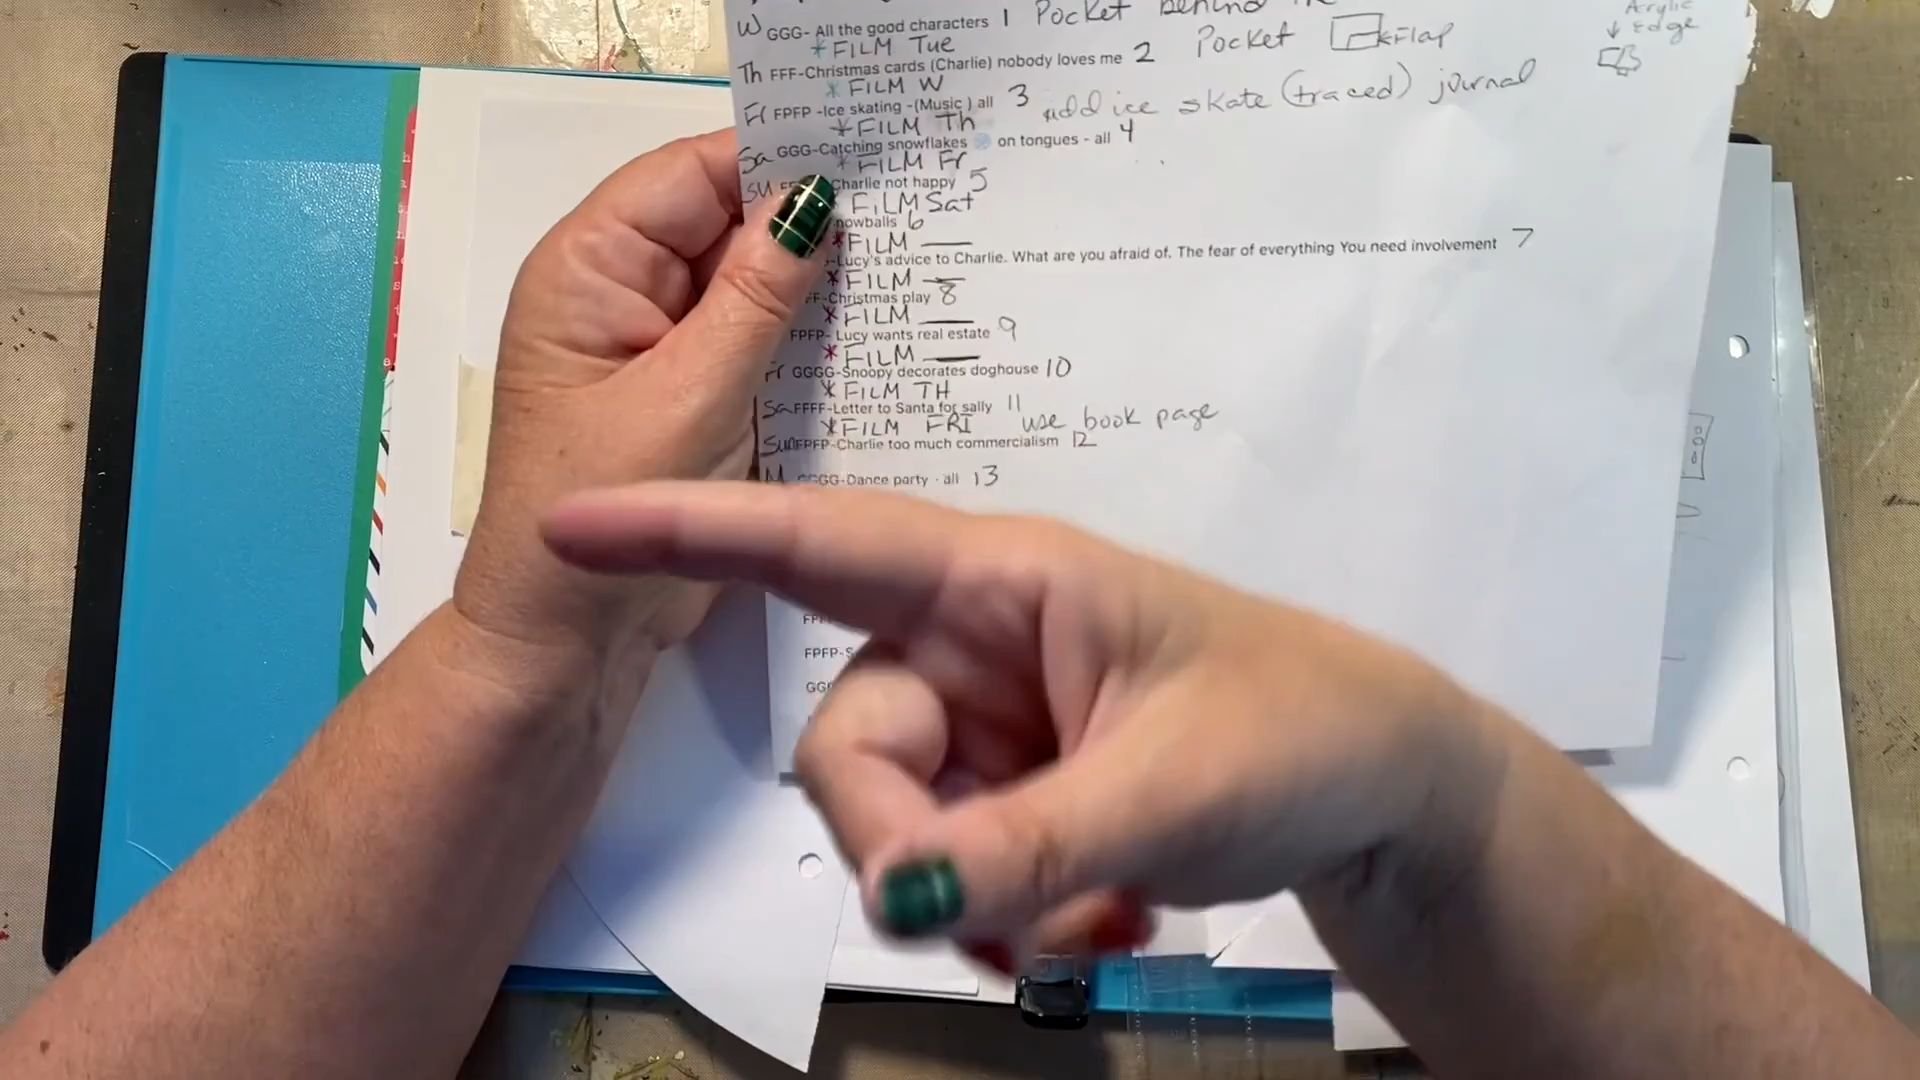 W GGG- All the good characters 1 Pocket behind
*FILM Tue
Acrylic
Edge
Th FFF-Christmas cards (Charlie) nobody loves me 2 Pocket Flap
*FILM W
Fr FPFP -Ice skating -(Music ) all 3 add ice skate (traced) journal
*FILM Th
Sa GGG-Catching snowflakes on tongues - all 4
*FILM Fr
SU Charlie not happy 5
FILM Sat
nowballs 6
*FILM
-Lucy's advice to Charlie. What are you afraid of. The fear of everything You need involvement 7
*FILM
FF-Christmas play 8
*FILM
FPFP- Lucy wants real estate 9
*FILM
Fr GGGG-Snoopy decorates doghouse 10
*FILM TH
Sa FFFF-Letter to Santa for sally 11
*FILM FRI use book page
Sun FPFP-Charlie too much commercialism 12
M GGGG-Dance party - all 13
FPFP-S